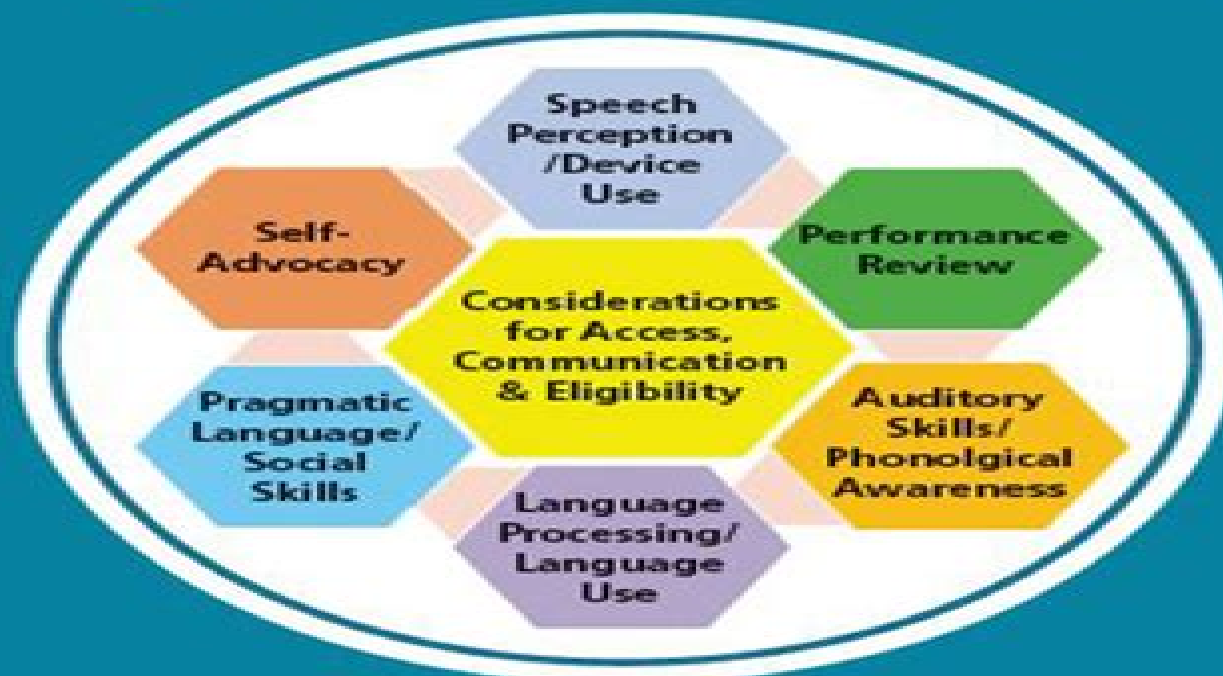 Speech
Perception
/Device
Use
Performance
Review
Self-
Advocacy
Considerations
for Access,
Communication
& Eligibility
Auditory
Skills/
Phonolgical
Awareness
Pragmatic
Language/
Social
Skills
Language
Processing/
Language
Use